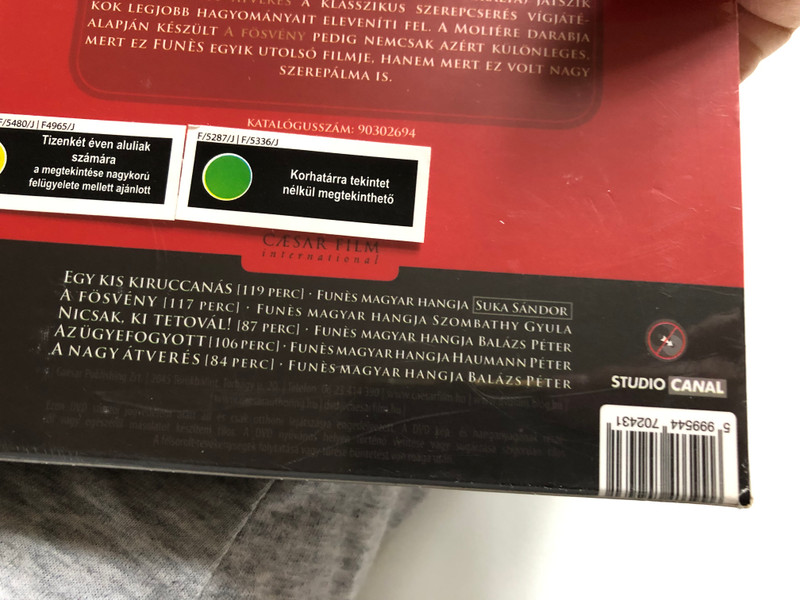 A KLASSZIKUS SZEREPCSERÉS VÍGJÁTÉ-
KOK LEGJOBB HAGYOMÁNYAIT ELEVENÍTI FEL. A MOLIÉRE DARABJA
ALAPJÁN KÉSZÜLT A FÖSVÉNY PEDIG NEMCSAK AZÉRT KÜLÖNLEGES,
MERT EZ FUNÈS EGYIK UTOLSÓ FILMJE, HANEM MERT EZ VOLT NAGY
SZEREPÁLMA IS.
KATALÓGUSSZÁM: 90302694
F/5480/J | F4965/J
Tizenkét éven aluliak
számára
a megtekintése nagykorú
felügyelete mellett ajánlott
F/5287/J | F/5336/J
Korhatárra tekintet
nélkül megtekinthető
CÆSAR FILM
international
EGY KIS KIRUCCANÁS [119 PERC] · FUNÈS MAGYAR HANGJA SUKA SÁNDOR
A FÖSVÉNY [117 PERC] · FUNÈS MAGYAR HANGJA SZOMBATHY GYULA
NICSAK, KI TETOVÁL! [87 PERC] · FUNÈS MAGYAR HANGJA BALÁZS PÉTER
AZ ÜGYEFOGYOTT [106 PERC] · FUNÈS MAGYAR HANGJA HAUMANN PÉTER
A NAGY ÁTVERÉS [84 PERC] · FUNÈS MAGYAR HANGJA BALÁZS PÉTER
STUDIO CANAL
5 999544 702431